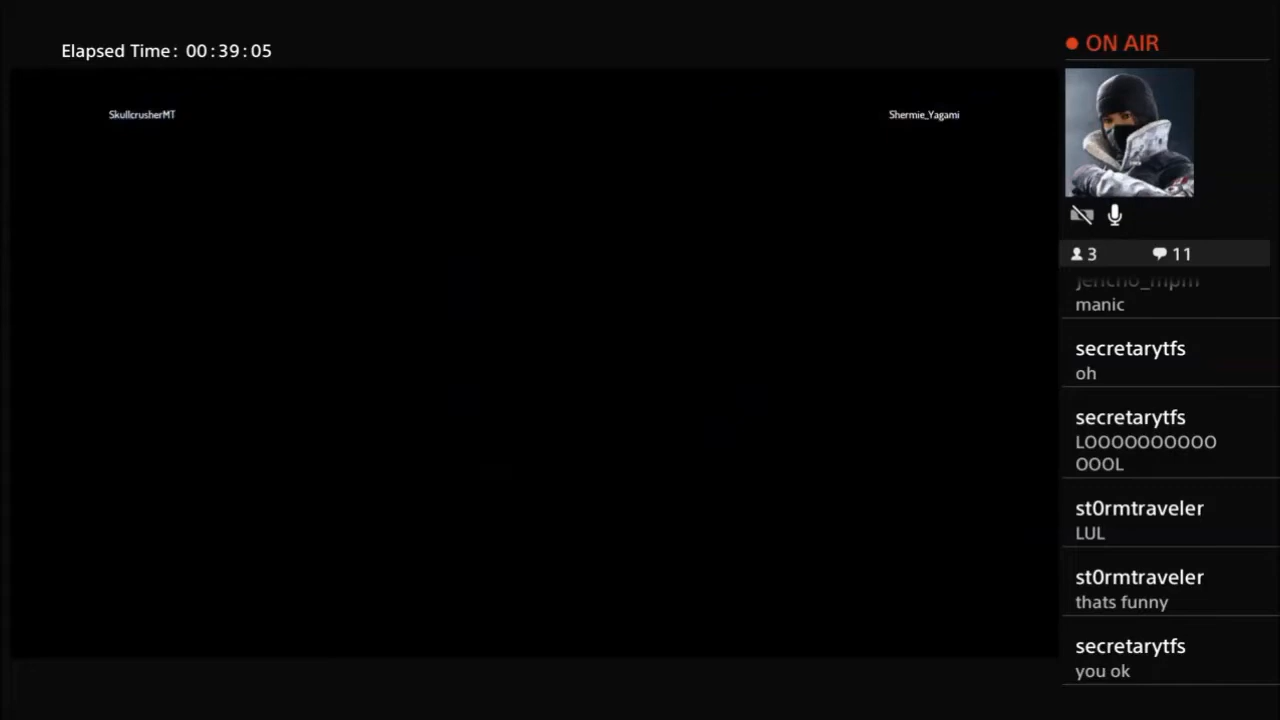 Elapsed Time: 00:39:05
ON AIR
SkullcrusherMT
Shermie_Yagami
3
11
jericho_mpm
manic
secretarytfs
oh
secretarytfs
LOOOOOOOOOO
OOOL
st0rmtraveler
LUL
st0rmtraveler
thats funny
secretarytfs
you ok